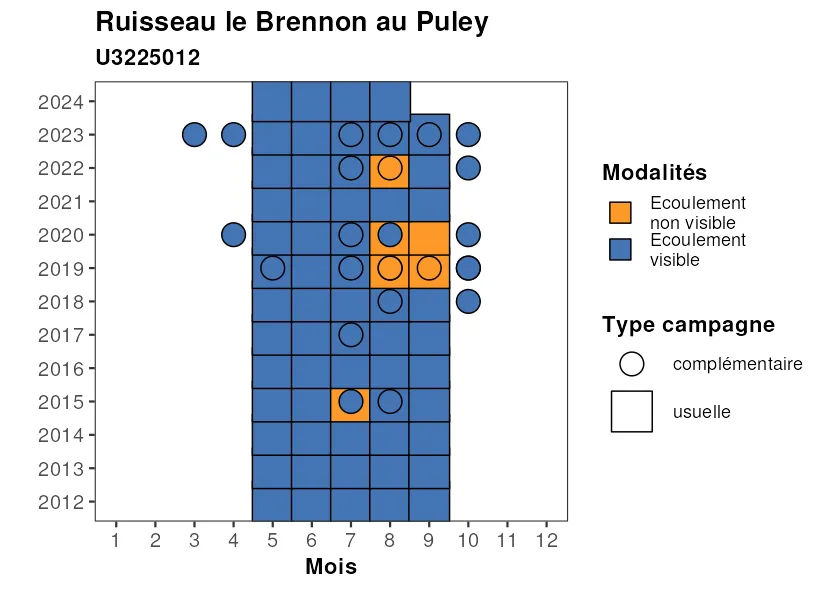 Ruisseau le Brennon au Puley
U3225012
2024
2023
2022
2021
2020
2019
2018
2017
2016
2015
2014
2013
2012
1 2 3 4 5 6 7 8 9 10 11 12
Mois
Modalités
Ecoulement
non visible
Ecoulement
visible
Type campagne
complémentaire
usuelle